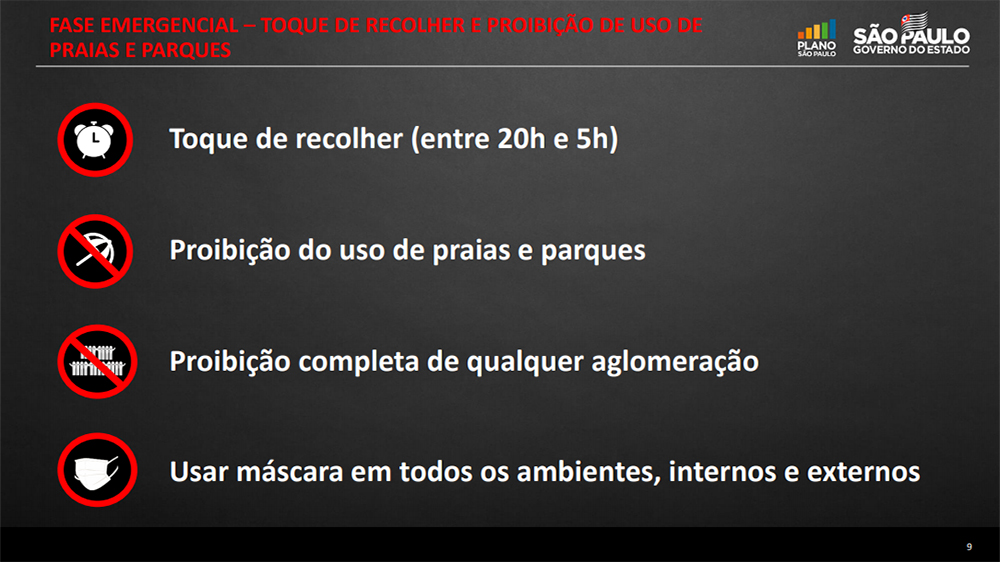 FASE EMERGENCIAL – TOQUE DE RECOLHER E PROIBIÇÃO DE USO DE
PRAIAS E PARQUES
PLANO
SÃO PAULO
SÃO PAULO
GOVERNO DO ESTADO
Toque de recolher (entre 20h e 5h)
Proibição do uso de praias e parques
Proibição completa de qualquer aglomeração
Usar máscara em todos os ambientes, internos e externos
9